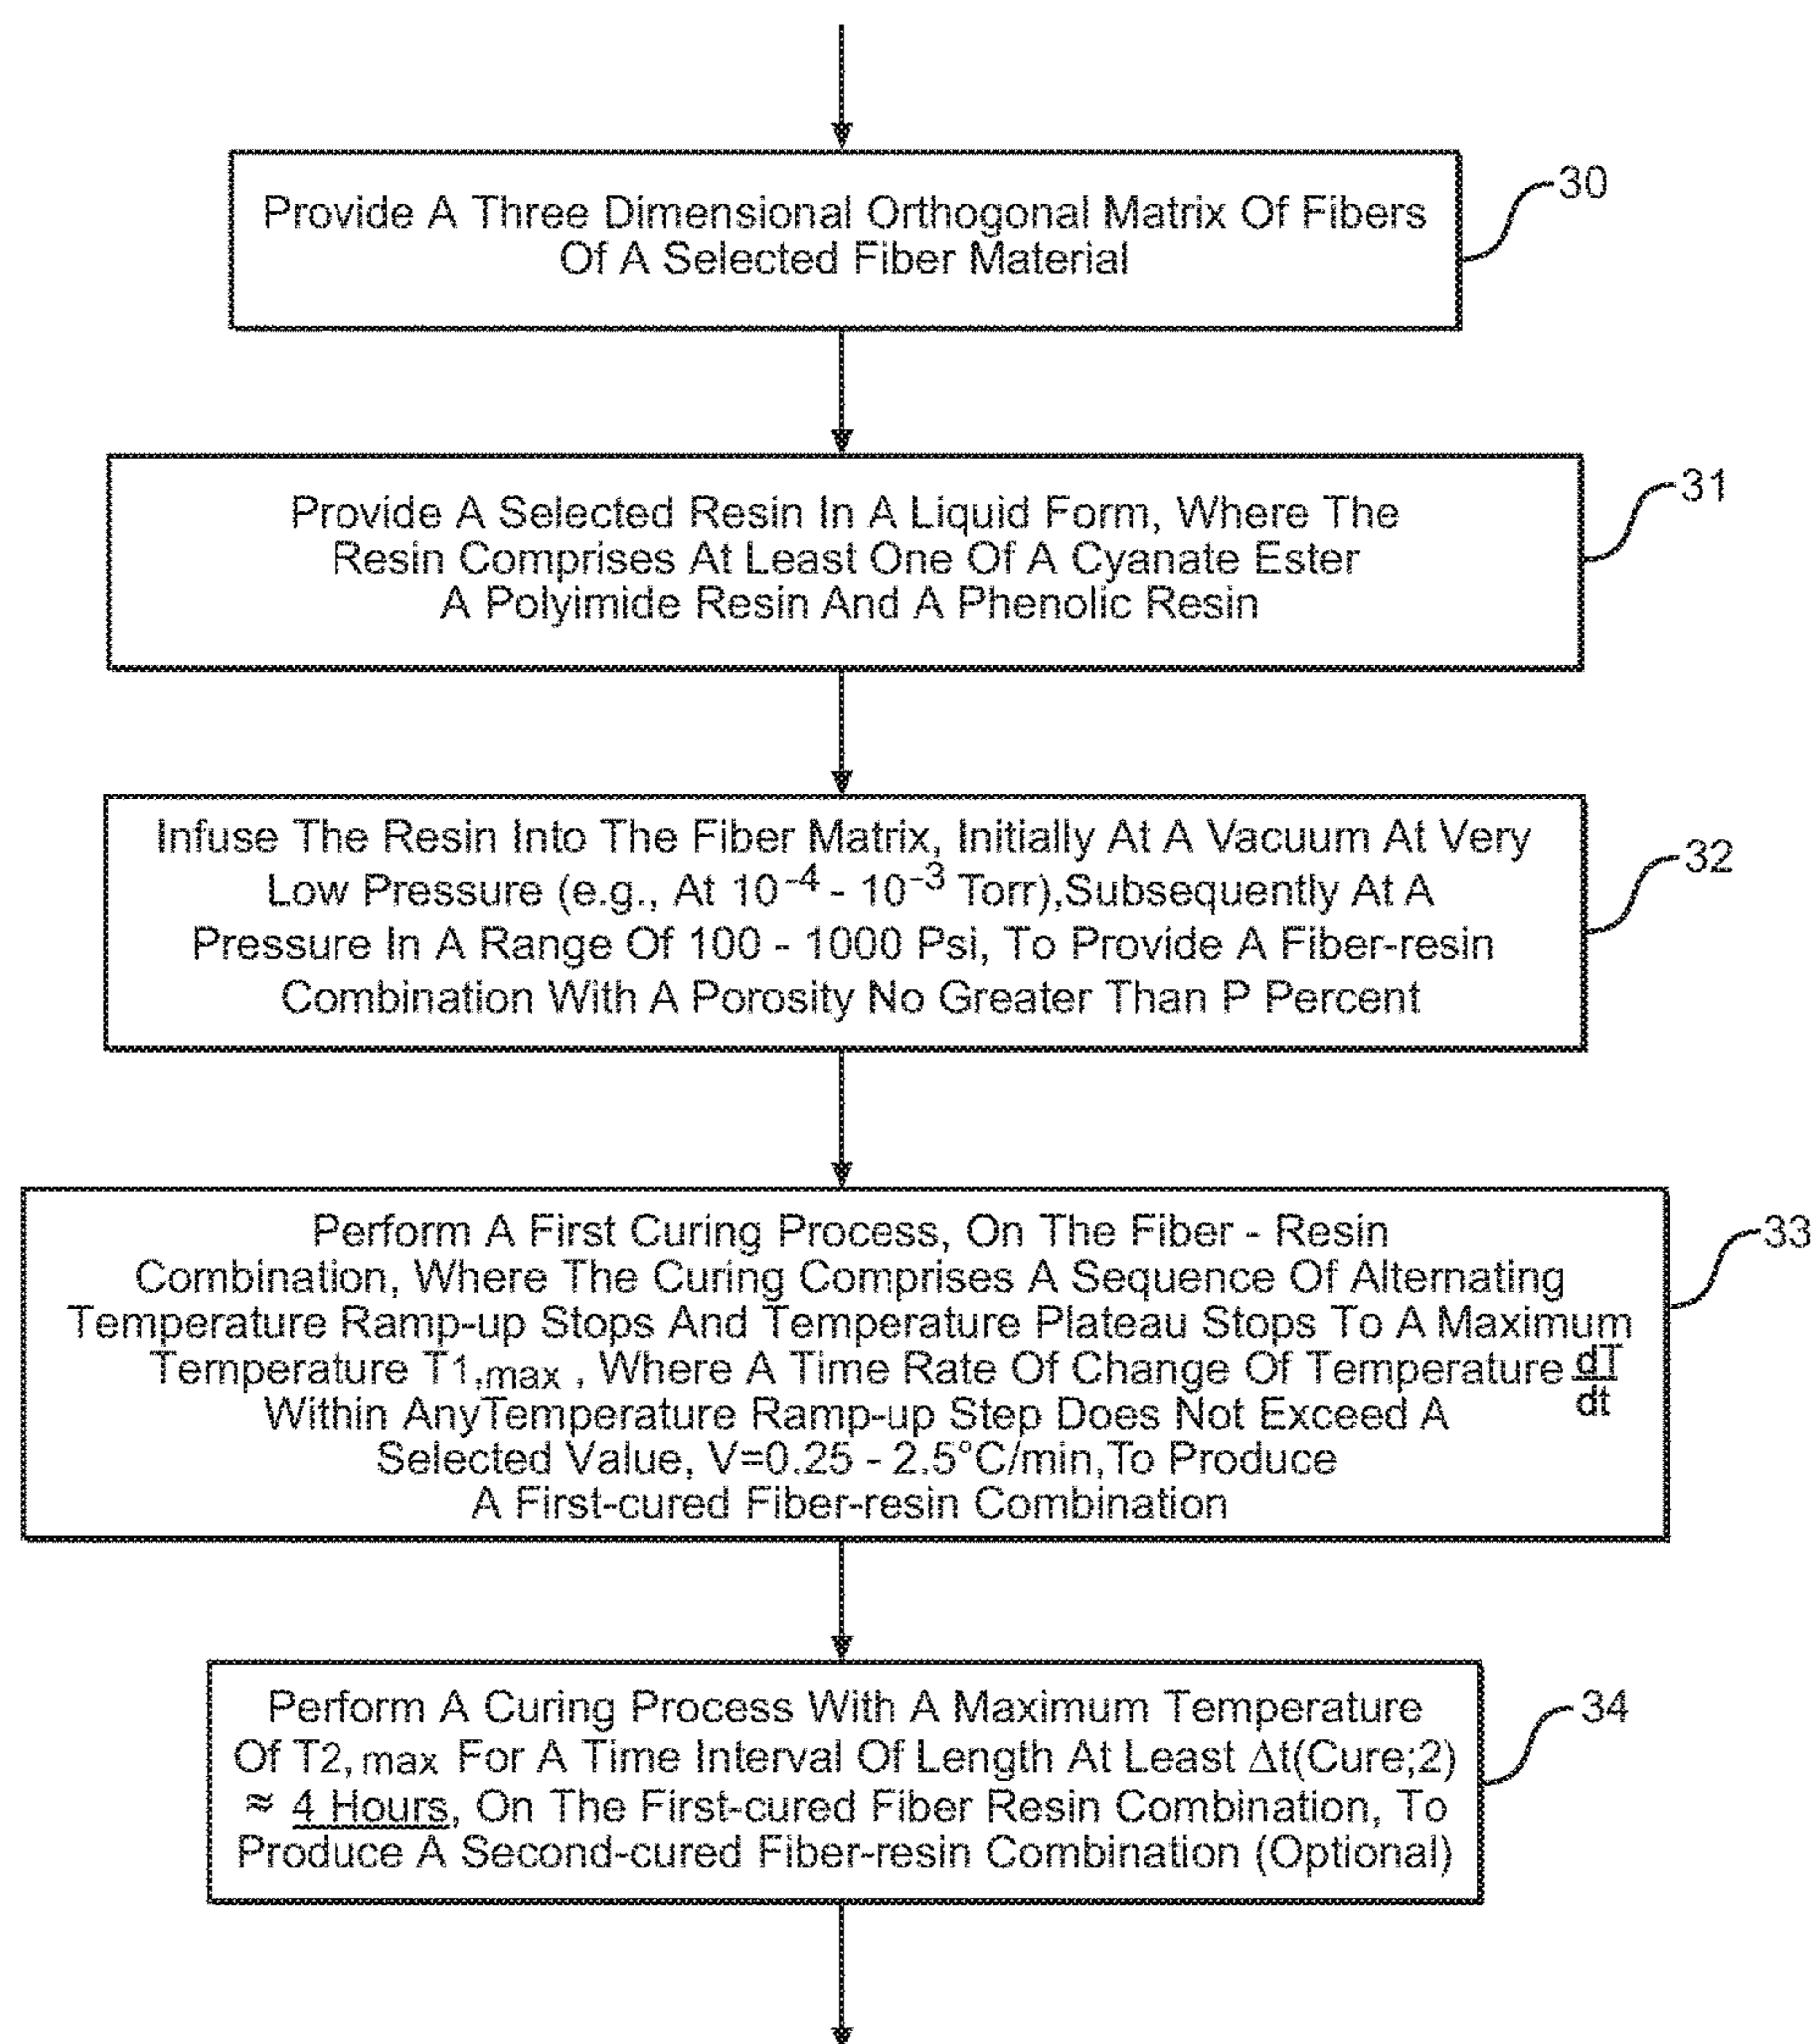 Provide A Three Dimensional Orthogonal Matrix Of Fibers
Of A Selected Fiber Material
30
Provide A Selected Resin In A Liquid Form, Where The
Resin Comprises At Least One Of A Cyanate Ester
A Polyimide Resin And A Phenolic Resin
31
Infuse The Resin Into The Fiber Matrix, Initially At A Vacuum At Very
Low Pressure (e.g., At 10⁻⁴ - 10⁻³ Torr),Subsequently At A
Pressure In A Range Of 100 - 1000 Psi, To Provide A Fiber-resin
Combination With A Porosity No Greater Than P Percent
32
Perform A First Curing Process, On The Fiber - Resin
Combination, Where The Curing Comprises A Sequence Of Alternating
Temperature Ramp-up Stops And Temperature Plateau Stops To A Maximum
Temperature T1,max , Where A Time Rate Of Change Of Temperature dT/dt
Within AnyTemperature Ramp-up Step Does Not Exceed A
Selected Value, V=0.25 - 2.5°C/min,To Produce
A First-cured Fiber-resin Combination
33
Perform A Curing Process With A Maximum Temperature
Of T2,max For A Time Interval Of Length At Least Δt(Cure;2)
≈ 4 Hours, On The First-cured Fiber Resin Combination, To
Produce A Second-cured Fiber-resin Combination (Optional)
34